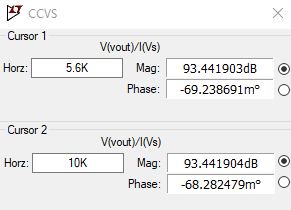 CCVS
Cursor 1
V(vout)/I(Vs)
Horz: 5.6K Mag: 93.441903dB
Phase: -69.238691m°
Cursor 2
V(vout)/I(Vs)
Horz: 10K Mag: 93.441904dB
Phase: -68.282479m°